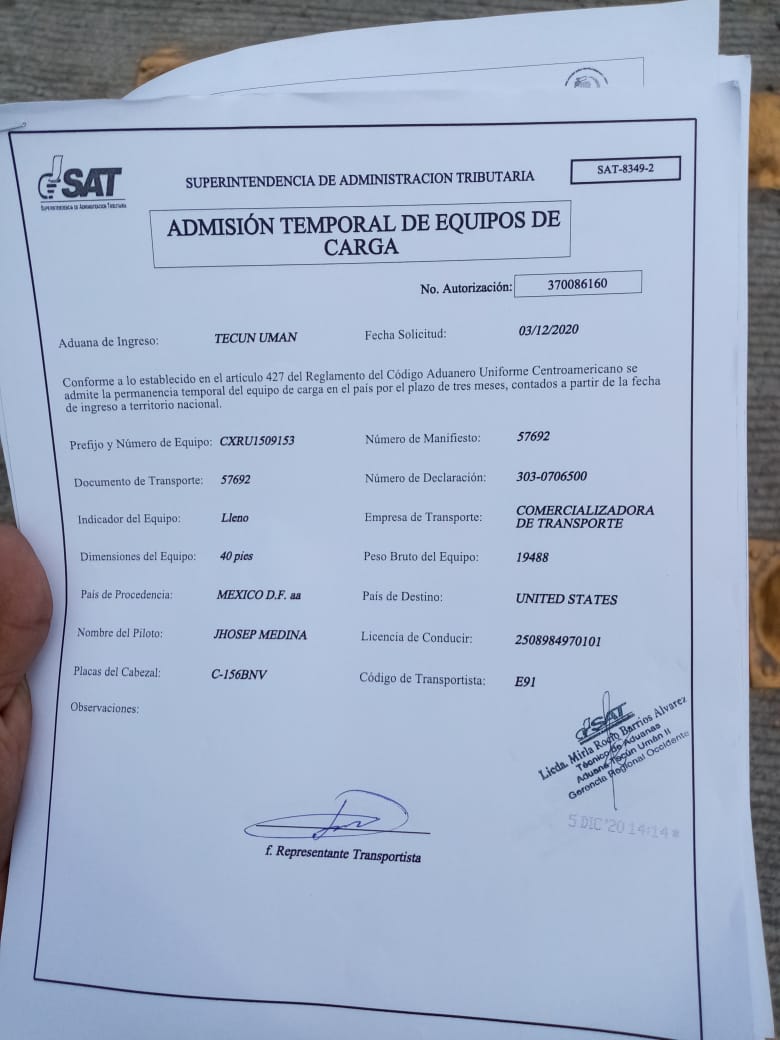 SAT
SUPERINTENDENCIA DE ADMINISTRACION TRIBUTARIA
SUPERINTENDENCIA DE ADMINISTRACION TRIBUTARIA
SAT-8349-2
ADMISIÓN TEMPORAL DE EQUIPOS DE
CARGA
No. Autorización: 370086160
Aduana de Ingreso: TECUN UMAN Fecha Solicitud: 03/12/2020
Conforme a lo establecido en el artículo 427 del Reglamento del Código Aduanero Uniforme Centroamericano se
admite la permanencia temporal del equipo de carga en el país por el plazo de tres meses, contados a partir de la fecha
de ingreso a territorio nacional.
Prefijo y Número de Equipo: CXRU1509153 Número de Manifiesto: 57692
Documento de Transporte: 57692 Número de Declaración: 303-0706500
Indicador del Equipo: Lleno Empresa de Transporte: COMERCIALIZADORA
DE TRANSPORTE
Dimensiones del Equipo: 40 pies Peso Bruto del Equipo: 19488
País de Procedencia: MEXICO D.F. aa País de Destino: UNITED STATES
Nombre del Piloto: JHOSEP MEDINA Licencia de Conducir: 2508984970101
Placas del Cabezal: C-156BNV Código de Transportista: E91
Observaciones:
SAT
Licda. Mirla Rocío Barrios Alvarez
Técnico de Aduanas
Aduana Tecún Umán II
Gerencia Regional Occidente
5 DIC '20 14:14
f. Representante Transportista